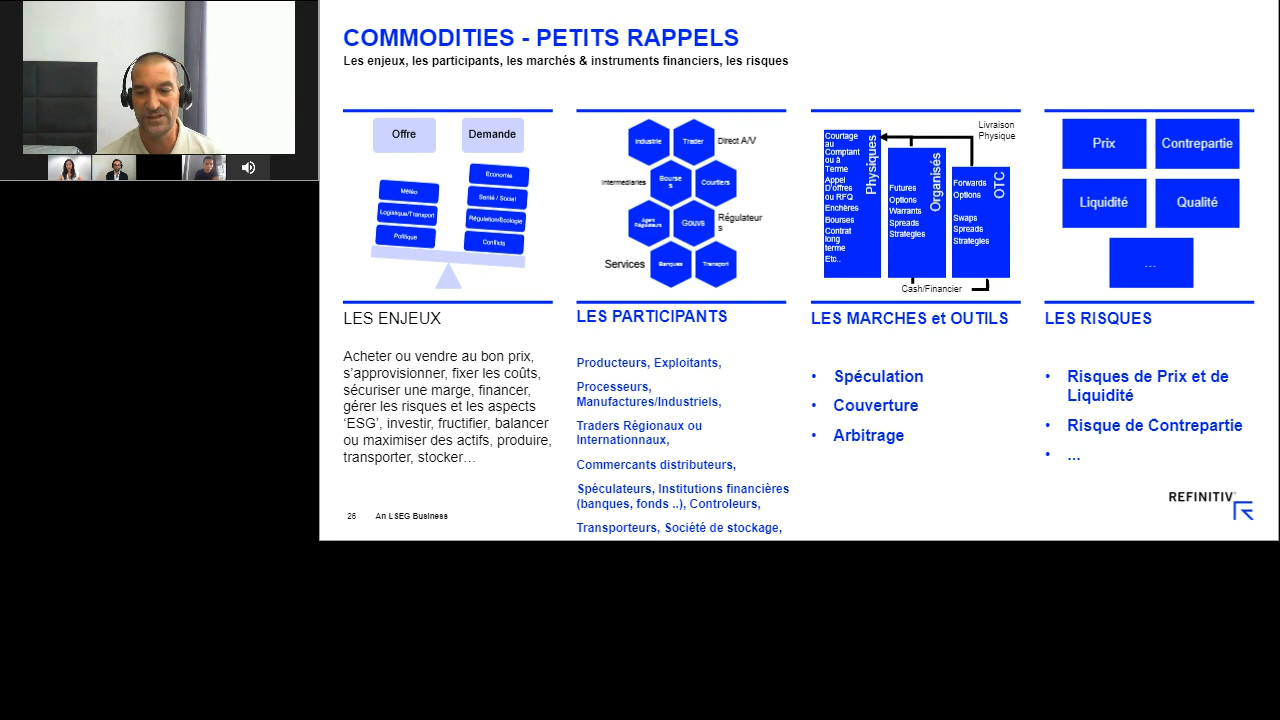 COMMODITIES - PETITS RAPPELS
Les enjeux, les participants, les marchés & instruments financiers, les risques
Offre
Demande
Météo
Logistique/Transport
Politique
Economie
Santé / Social
Régulation/Ecologie
Conflicts
LES ENJEUX
Acheter ou vendre au bon prix,
s'approvisionner, fixer les coûts,
sécuriser une marge, financer,
gérer les risques et les aspects
'ESG', investir, fructifier, balancer
ou maximiser des actifs, produire,
transporter, stocker…
Industrie
Trader
Direct A/V
Intermediaries
Bourse
s
Courtiers
Agent
Régulateurs
Gouvs
Régulateur
s
Services
Banques
Transport
LES PARTICIPANTS
Producteurs, Exploitants,
Processeurs,
Manufactures/Industriels,
Traders Régionaux ou
Internationnaux,
Commercants distributeurs,
Spéculateurs, Institutions financières
(banques, fonds ..), Controleurs,
Transporteurs, Société de stockage,
Livraison
Physique
Courtage
au
Comptant
ou à
Terme
Appel
D'offres
ou RFQ
Enchères
Bourses
Contrat
long
terme
Etc..
Physiques
Futures
Options
Warrants
Spreads
Strategies
Organisés
Forwards
Options
Swaps
Spreads
Strategies
OTC
Cash/Financier
LES MARCHES et OUTILS
• Spéculation
• Couverture
• Arbitrage
Prix
Contrepartie
Liquidité
Qualité
...
LES RISQUES
• Risques de Prix et de
Liquidité
• Risque de Contrepartie
• ...
26 An LSEG Business
REFINITIV